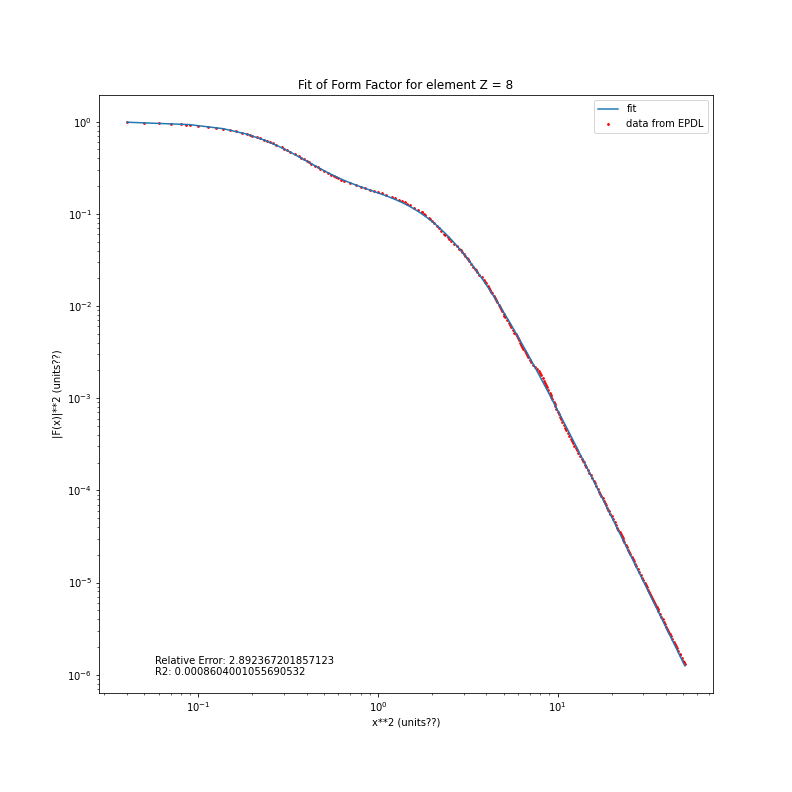 Fit of Form Factor for element Z = 8
fit
data from EPDL
|F(x)|**2 (units??)
10⁰
10⁻¹
10⁻²
10⁻³
10⁻⁴
10⁻⁵
10⁻⁶
Relative Error: 2.892367201857123
R2: 0.0008604001055690532
10⁻¹
10⁰
10¹
x**2 (units??)